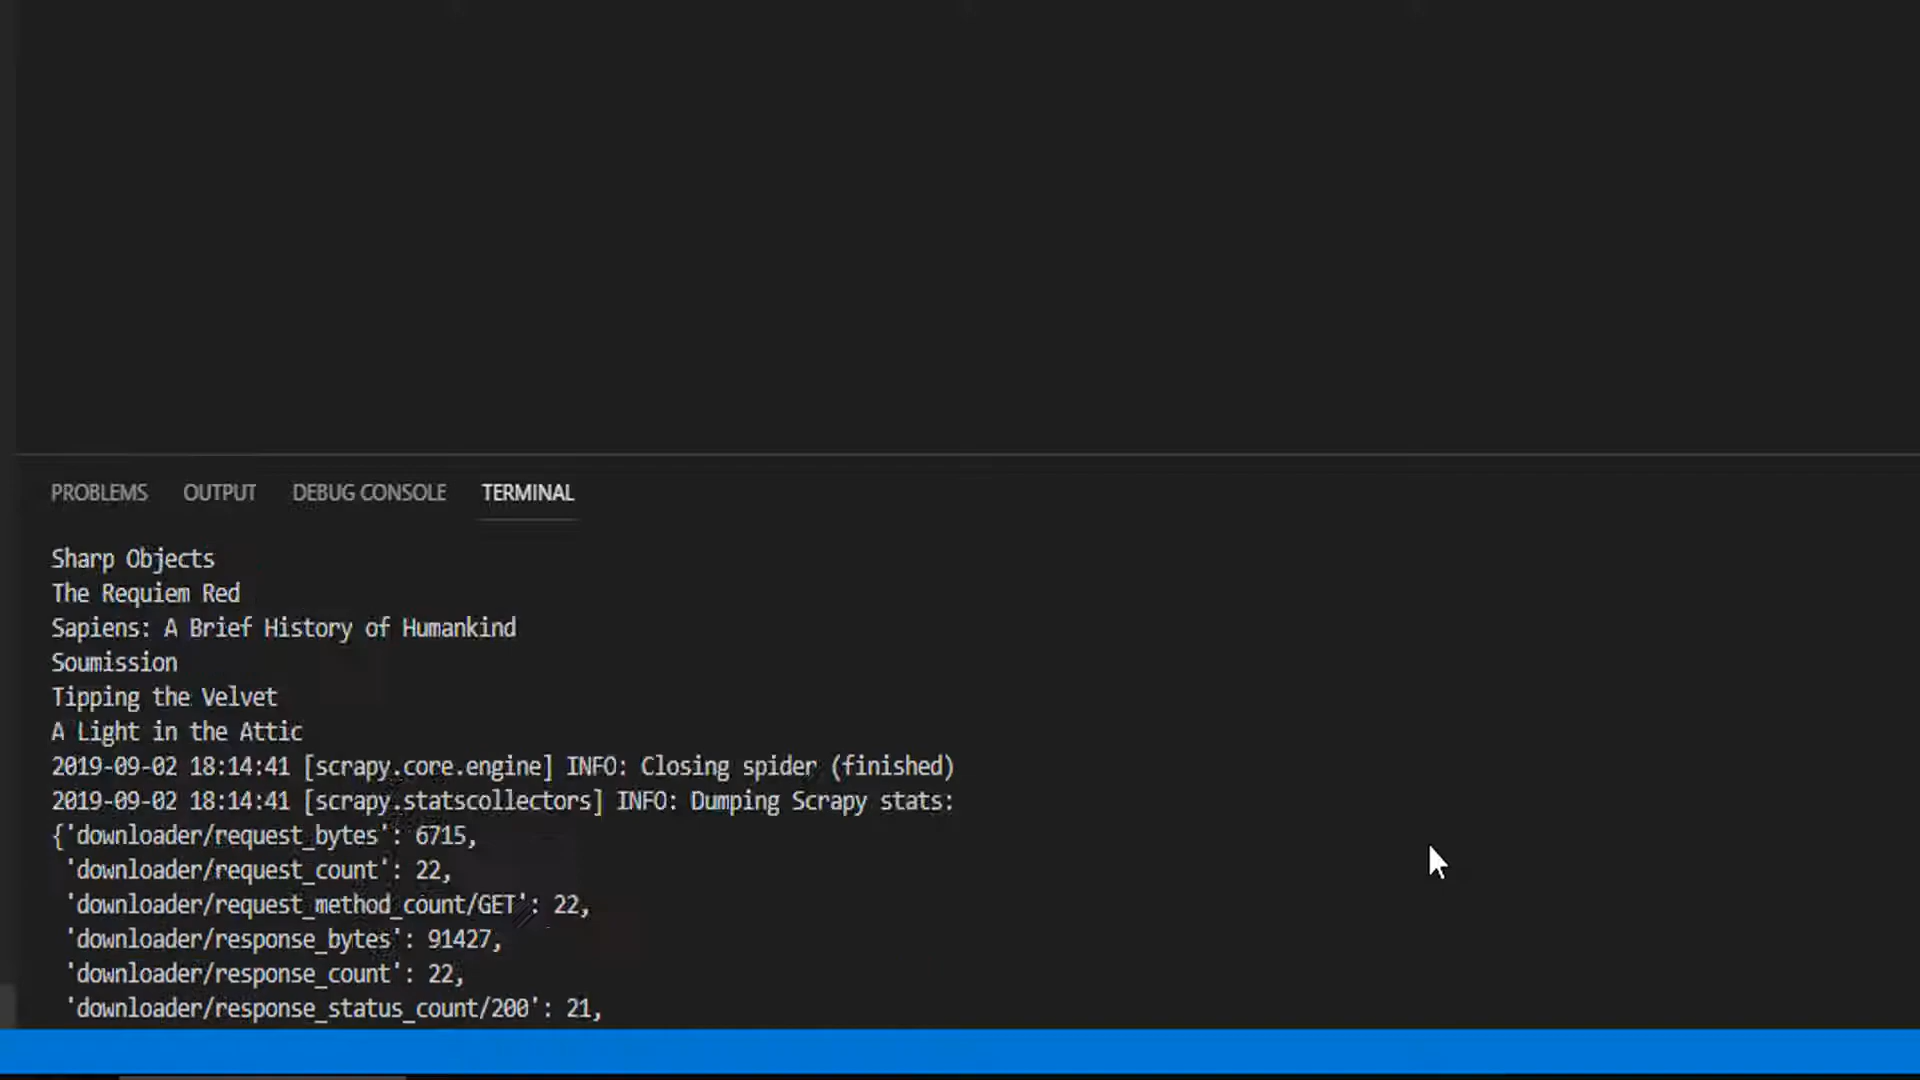 PROBLEMS OUTPUT DEBUG CONSOLE TERMINAL
Sharp Objects
The Requiem Red
Sapiens: A Brief History of Humankind
Soumission
Tipping the Velvet
A Light in the Attic
2019-09-02 18:14:41 [scrapy.core.engine] INFO: Closing spider (finished)
2019-09-02 18:14:41 [scrapy.statscollectors] INFO: Dumping Scrapy stats:
{'downloader/request_bytes': 6715,
'downloader/request_count': 22,
'downloader/request_method_count/GET': 22,
'downloader/response_bytes': 91427,
'downloader/response_count': 22,
'downloader/response_status_count/200': 21,